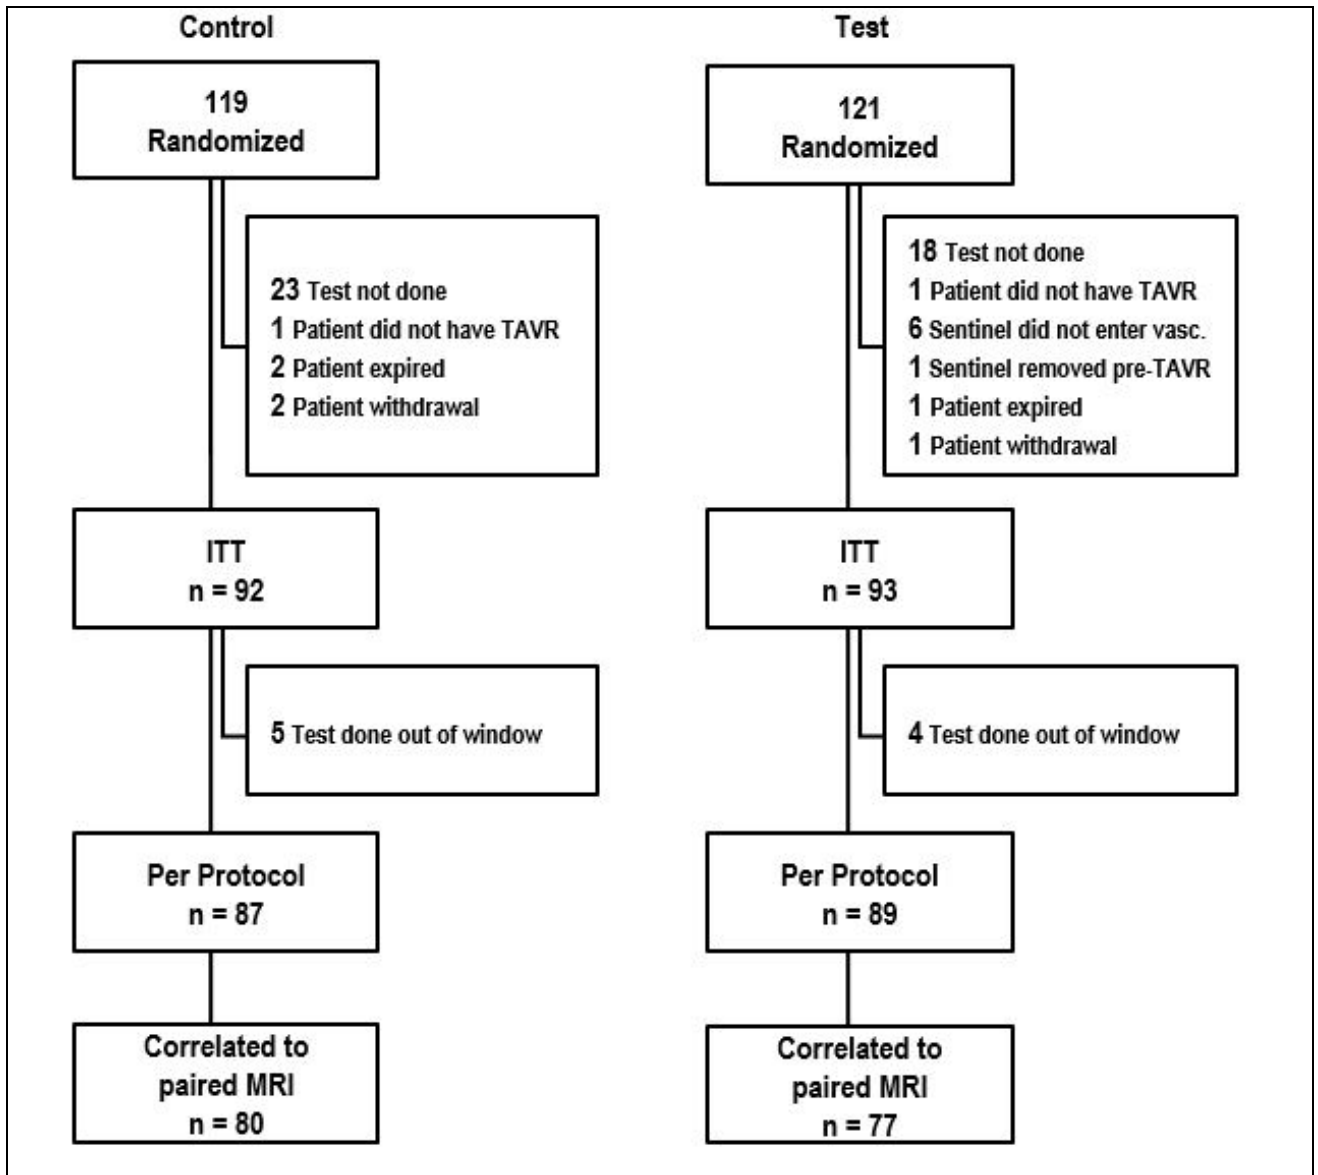 Control
119
Randomized
23 Test not done
1 Patient did not have TAVR
2 Patient expired
2 Patient withdrawal
ITT
n = 92
5 Test done out of window
Per Protocol
n = 87
Correlated to
paired MRI
n = 80
Test
121
Randomized
18 Test not done
1 Patient did not have TAVR
6 Sentinel did not enter vasc.
1 Sentinel removed pre-TAVR
1 Patient expired
1 Patient withdrawal
ITT
n = 93
4 Test done out of window
Per Protocol
n = 89
Correlated to
paired MRI
n = 77